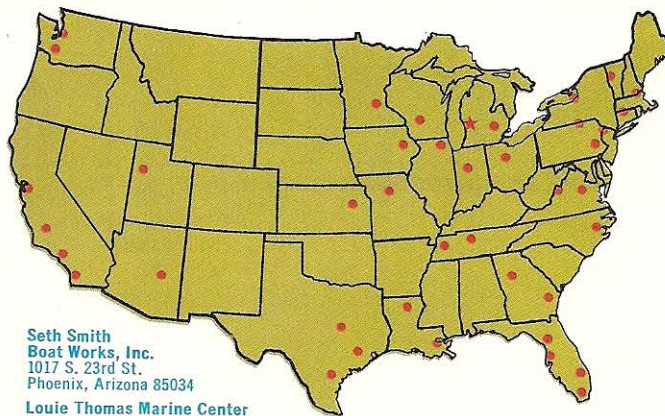 Seth Smith
Boat Works, Inc.
1017 S. 23rd St.
Phoenix, Arizona 85034
Louie Thomas Marine Center